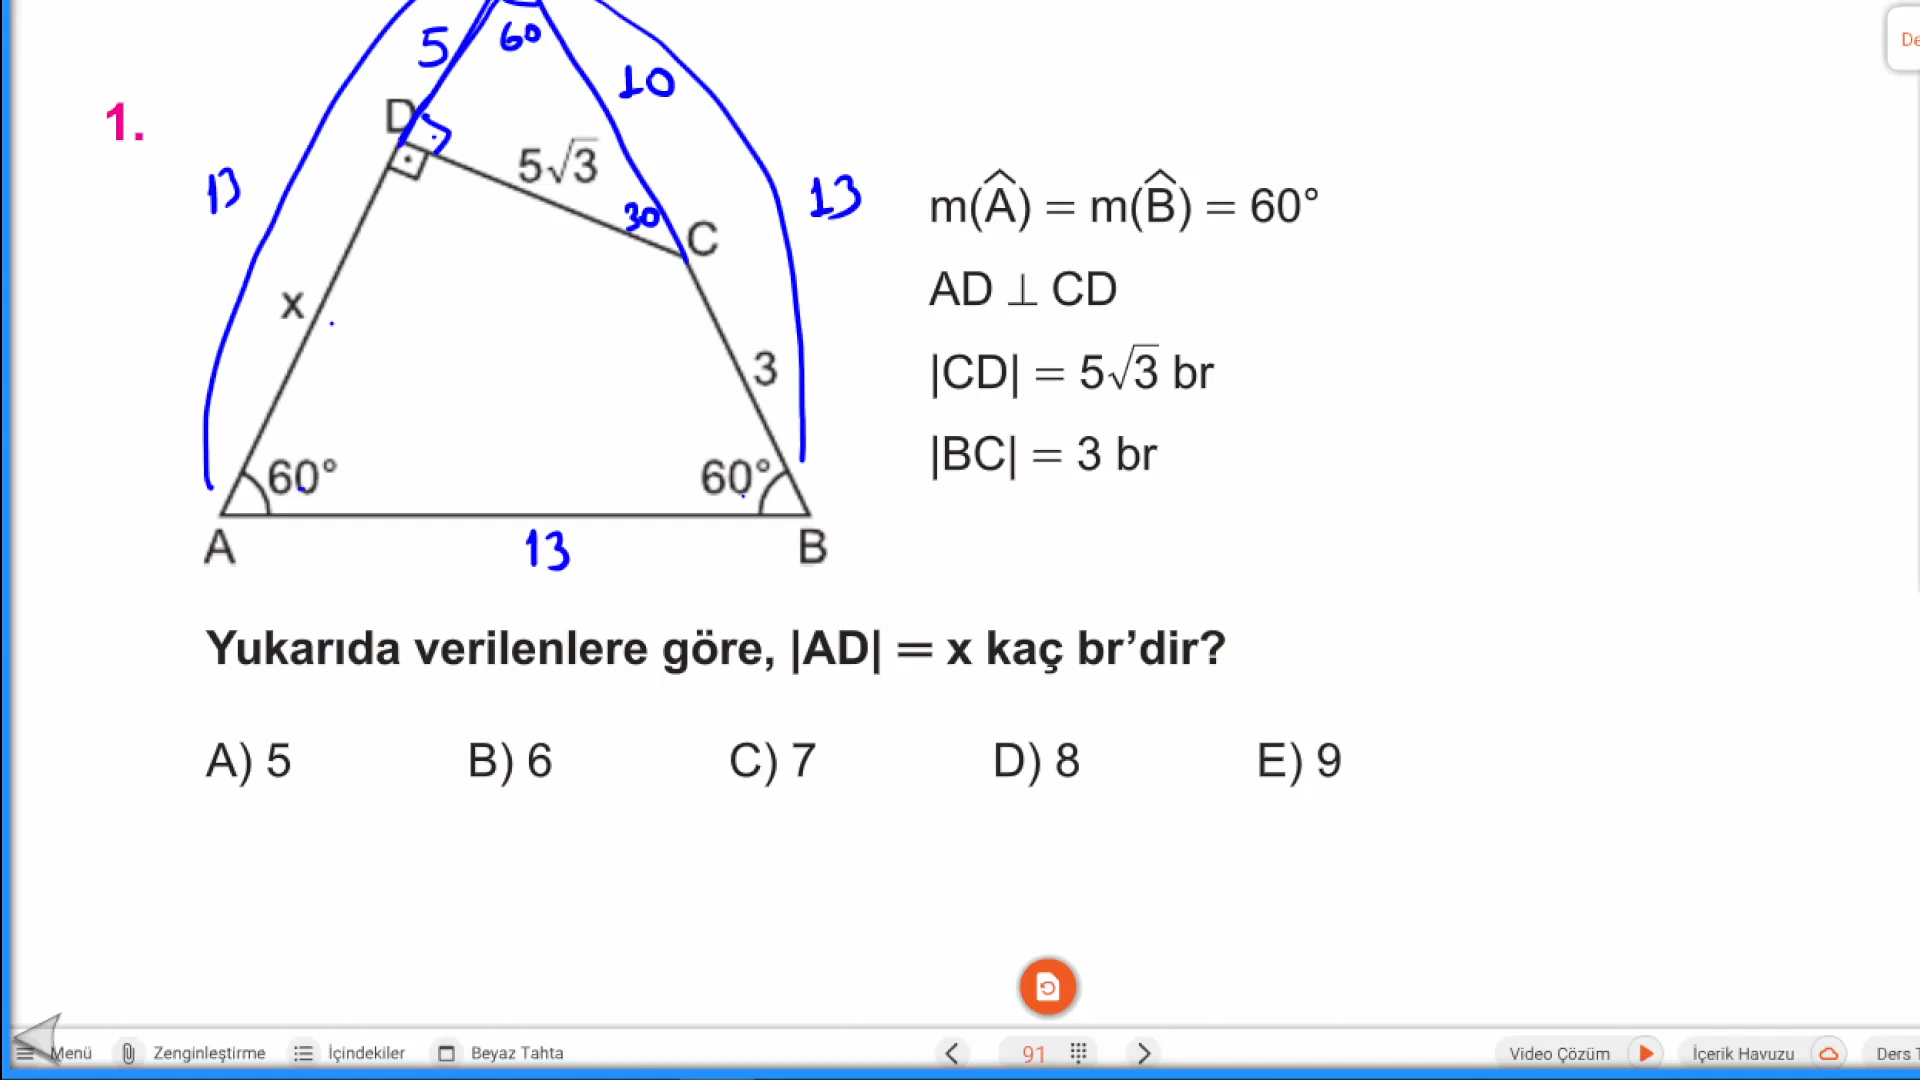 5
60
10
1.
D
5√3
13
30
C
13
x
3
60°
60°
A
13
B
m(Â) = m(B̂) = 60°
AD ⊥ CD
|CD| = 5√3 br
|BC| = 3 br
Yukarıda verilenlere göre, |AD| = x kaç br’dir?
A) 5 B) 6 C) 7 D) 8 E) 9
De
Menü Zenginleştirme İçindekiler Beyaz Tahta 91 Video Çözüm İçerik Havuzu Ders